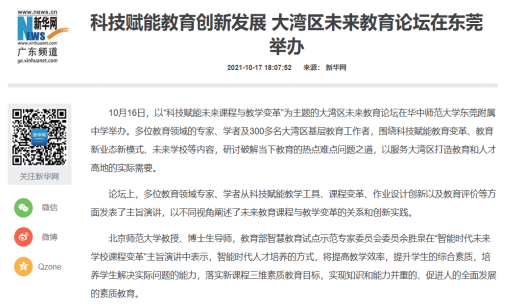 www.news.cn
新华网
NEWS
www.xinhuanet.com
广东频道
gd.xinhuanet.com
科技赋能教育创新发展 大湾区未来教育论坛在东莞
举办
2021-10-17 18:07:52 来源： 新华网
10月16日，以“科技赋能未来课程与教学变革”为主题的大湾区未来教育论坛在华中师范大学东莞附属
中学举办。多位教育领域的专家、学者及300多名大湾区基层教育工作者，围绕科技赋能教育变革、教育
新业态新模式、未来学校等内容，研讨破解当下教育的热点难点问题之道，以服务大湾区打造教育和人才
高地的实际需要。
关注新华网
论坛上，多位教育领域专家、学者从科技赋能教学工具、课程变革、作业设计创新以及教育评价等方
面发表了主旨演讲，以不同视角阐述了未来教育课程与教学变革的关系和创新实践。
微信
微博
Qzone
北京师范大学教授、博士生导师，教育部智慧教育试点示范专家委员会委员余胜泉在“智能时代未来
学校课程变革”主旨演讲中表示，智能时代人才培养的方式，将提高教学效率，提升学生的综合素质，培
养学生解决实际问题的能力，落实新课程三维素质教育目标，实现知识和能力并重的、促进人的全面发展
的素质教育。